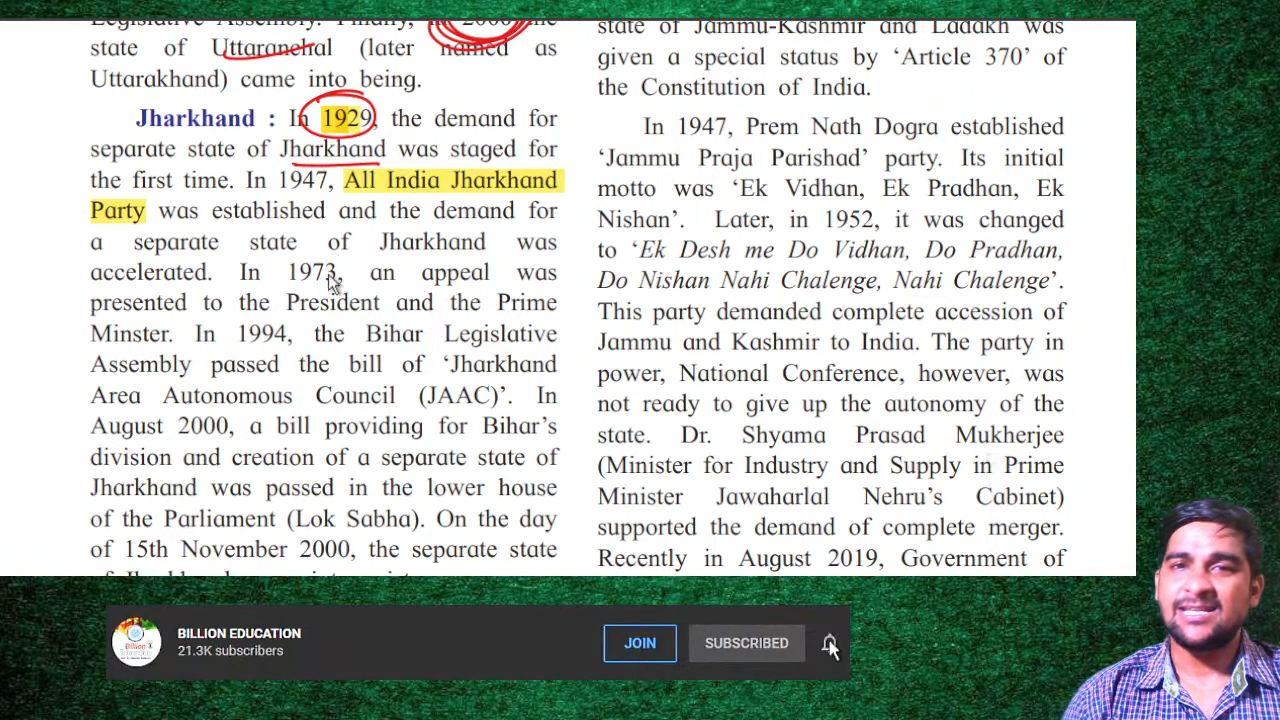 Legislative Assembly. Finally, in 2000 the
state of Uttaranchal (later named as
Uttarakhand) came into being.
Jharkhand : In 1929, the demand for
separate state of Jharkhand was staged for
the first time. In 1947, All India Jharkhand
Party was established and the demand for
a separate state of Jharkhand was
accelerated. In 1973, an appeal was
presented to the President and the Prime
Minster. In 1994, the Bihar Legislative
Assembly passed the bill of ‘Jharkhand
Area Autonomous Council (JAAC)’. In
August 2000, a bill providing for Bihar’s
division and creation of a separate state of
Jharkhand was passed in the lower house
of the Parliament (Lok Sabha). On the day
of 15th November 2000, the separate state
state of Jammu-Kashmir and Ladakh was
given a special status by ‘Article 370’ of
the Constitution of India.
In 1947, Prem Nath Dogra established
‘Jammu Praja Parishad’ party. Its initial
motto was ‘Ek Vidhan, Ek Pradhan, Ek
Nishan’. Later, in 1952, it was changed
to ‘Ek Desh me Do Vidhan, Do Pradhan,
Do Nishan Nahi Chalenge, Nahi Chalenge’.
This party demanded complete accession of
Jammu and Kashmir to India. The party in
power, National Conference, however, was
not ready to give up the autonomy of the
state. Dr. Shyama Prasad Mukherjee
(Minister for Industry and Supply in Prime
Minister Jawaharlal Nehru’s Cabinet)
supported the demand of complete merger.
Recently in August 2019, Government of
BILLION EDUCATION
21.3K subscribers
JOIN
SUBSCRIBED